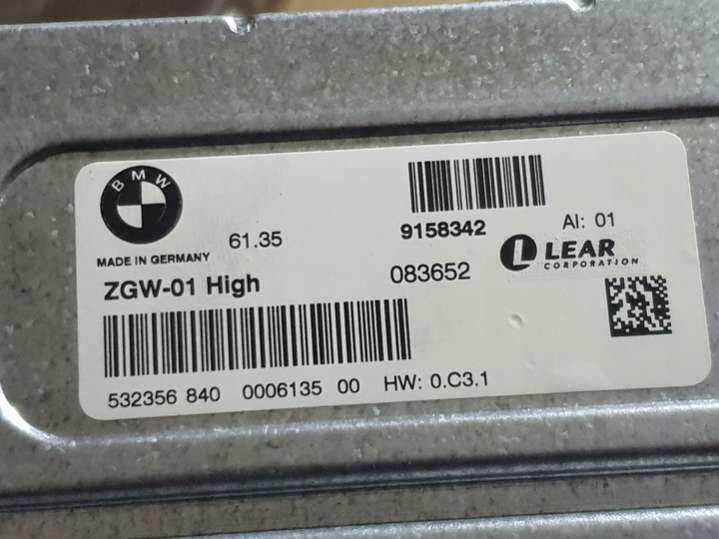 BMW
MADE IN GERMANY
61.35
9158342
AI: 01
LEAR
CORPORATION
ZGW-01 High
083652
532356 840 0006135 00 HW: 0.C3.1